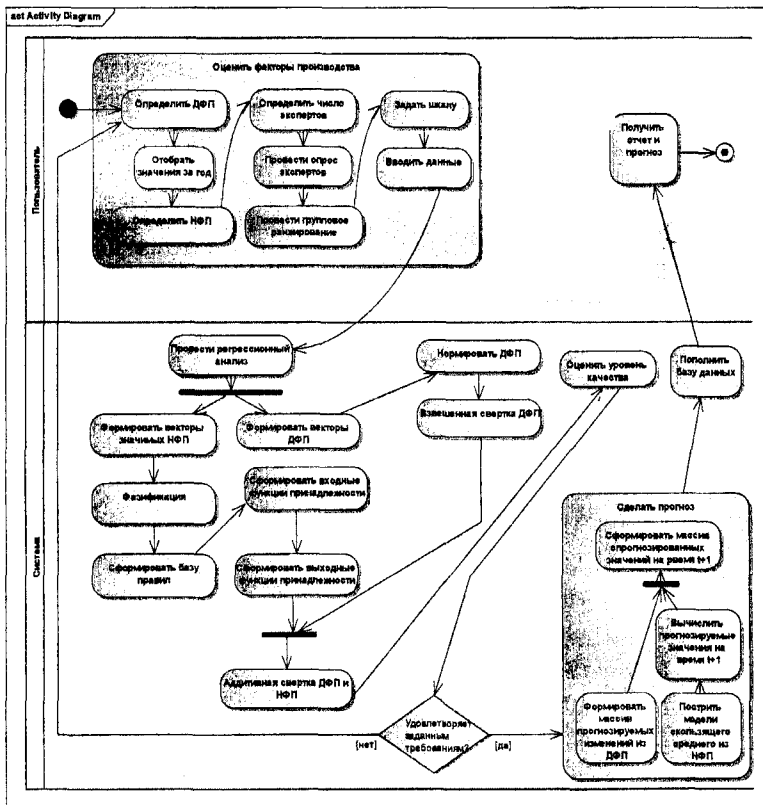 act Activity Diagram
Пользователь
Оценить факторы производства
Определить ДФП
Отобрать
значения за год
Определить НФП
Определить число
экспертов
Провести опрос
экспертов
Провести групповое
ранжирование
Задать шкалу
Вводить данные
Получить
отчет и
прогноз
Система
Провести регрессионный
анализ
Формировать векторы
значимых НФП
Формировать векторы
ДФП
Фазификация
Сформировать базу
правил
Сформировать входные
функции принадлежности
Сформировать выходные
функции принадлежности
Нормировать ДФП
Взвешенная свертка ДФП
Аддитивная свертка ДФП и
НФП
Оценить уровень
качества
Удовлетворяет
заданным
требованиям?
[нет]
[да]
Пополнить
базу данных
Сделать прогноз
Сформировать массив
спрогнозированных
значений на время t+1
Вычислить
прогнозируемые
значения на
время t+1
Формировать
массив
прогнозируемых
изменений из
ДФП
Построить
модели
скользящего
среднего из
НФП